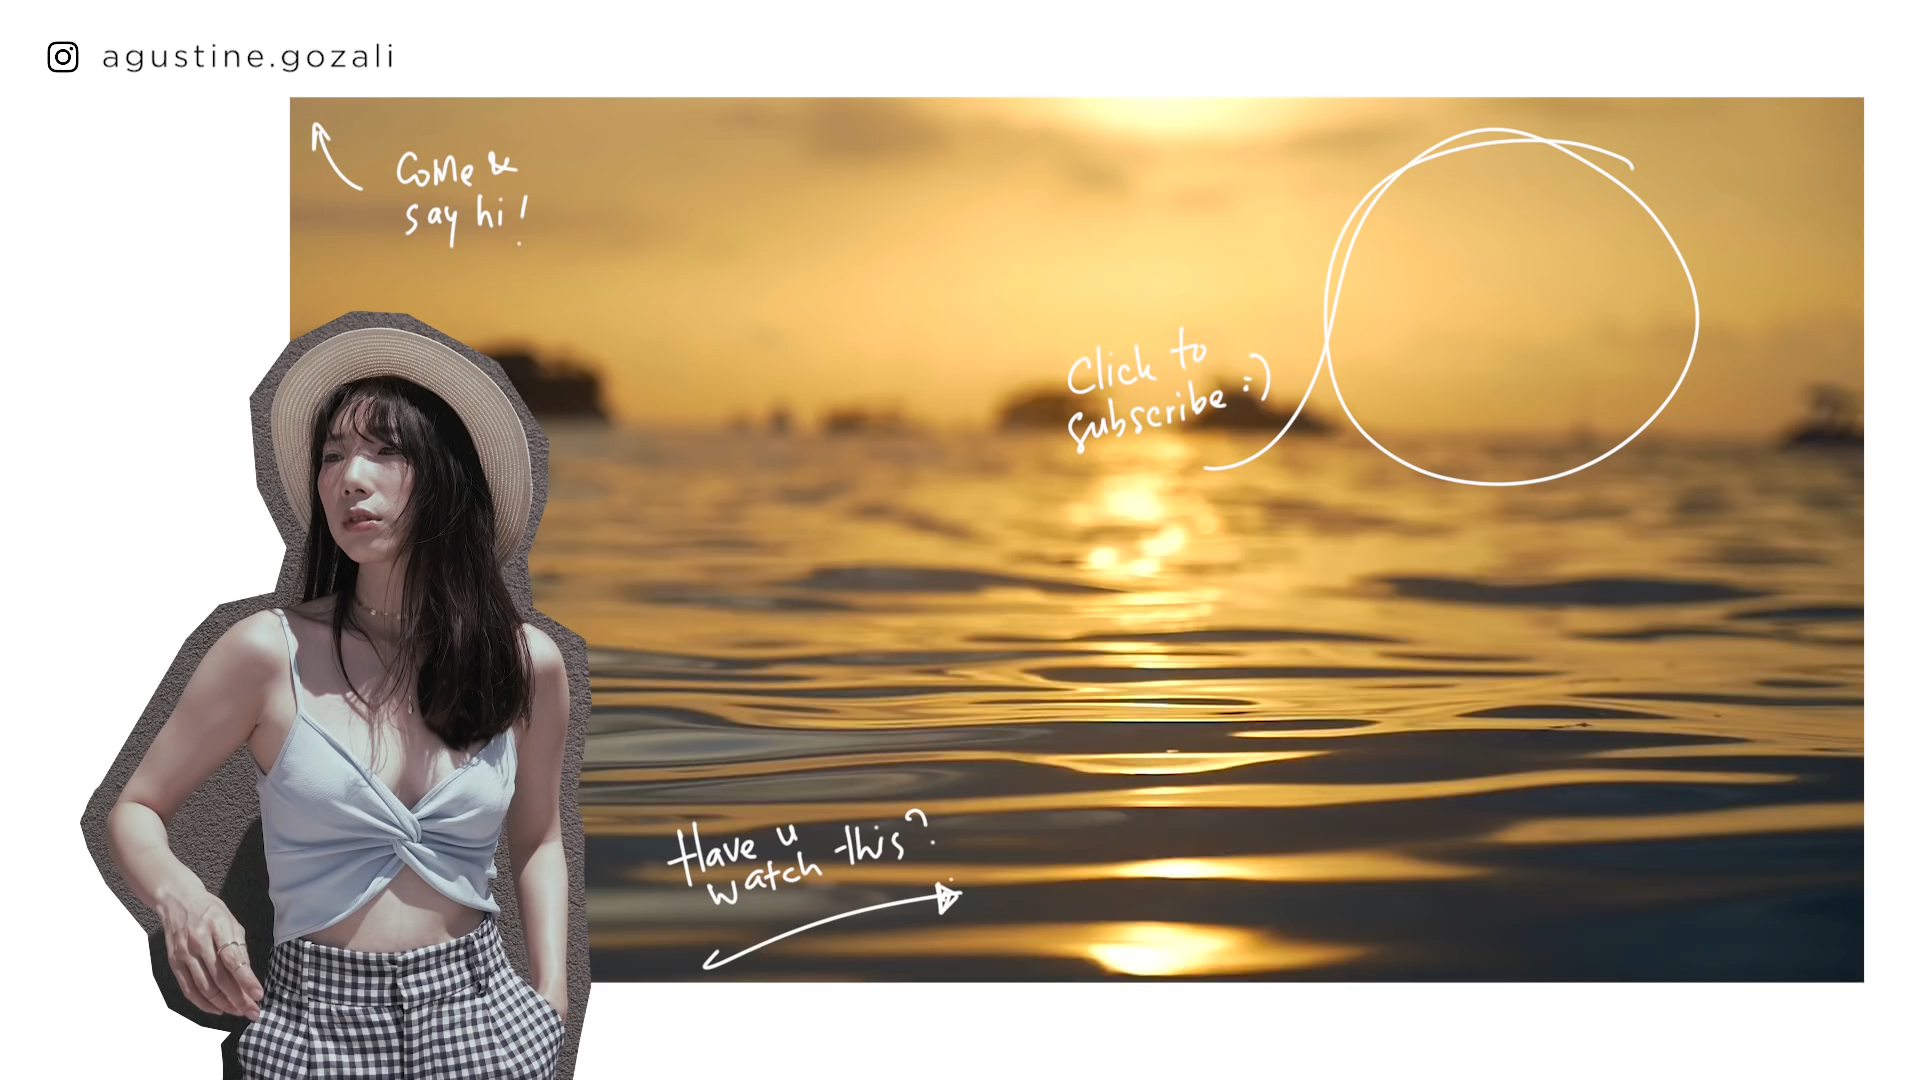 agustine.gozali
Come &
say hi!
Click to
subscribe :)
Have u
watch this?